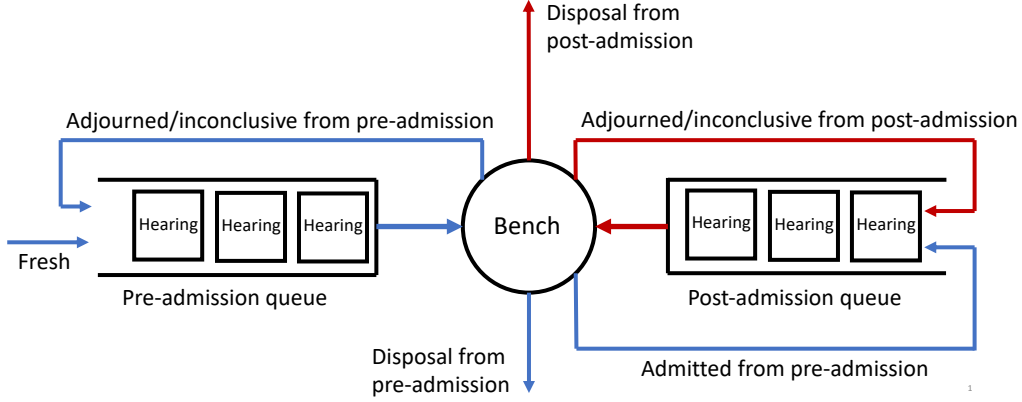 Disposal from
post-admission
Adjourned/inconclusive from pre-admission
Adjourned/inconclusive from post-admission
Hearing
Hearing
Hearing
Bench
Hearing
Hearing
Hearing
Fresh
Pre-admission queue
Post-admission queue
Disposal from
pre-admission
Admitted from pre-admission
1